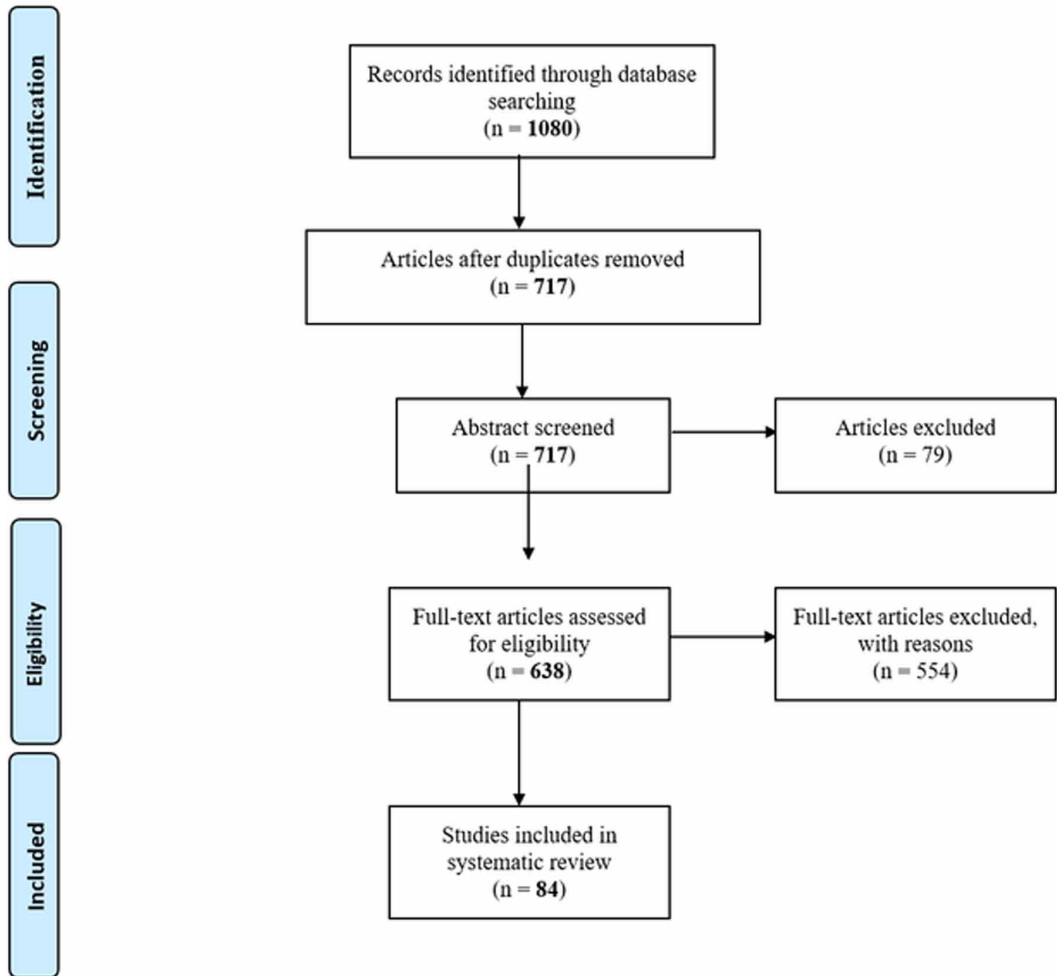 Identification
Records identified through database
searching
(n = 1080)
Articles after duplicates removed
(n = 717)
Screening
Abstract screened
(n = 717)
Articles excluded
(n = 79)
Eligibility
Full-text articles assessed
for eligibility
(n = 638)
Full-text articles excluded,
with reasons
(n = 554)
Included
Studies included in
systematic review
(n = 84)